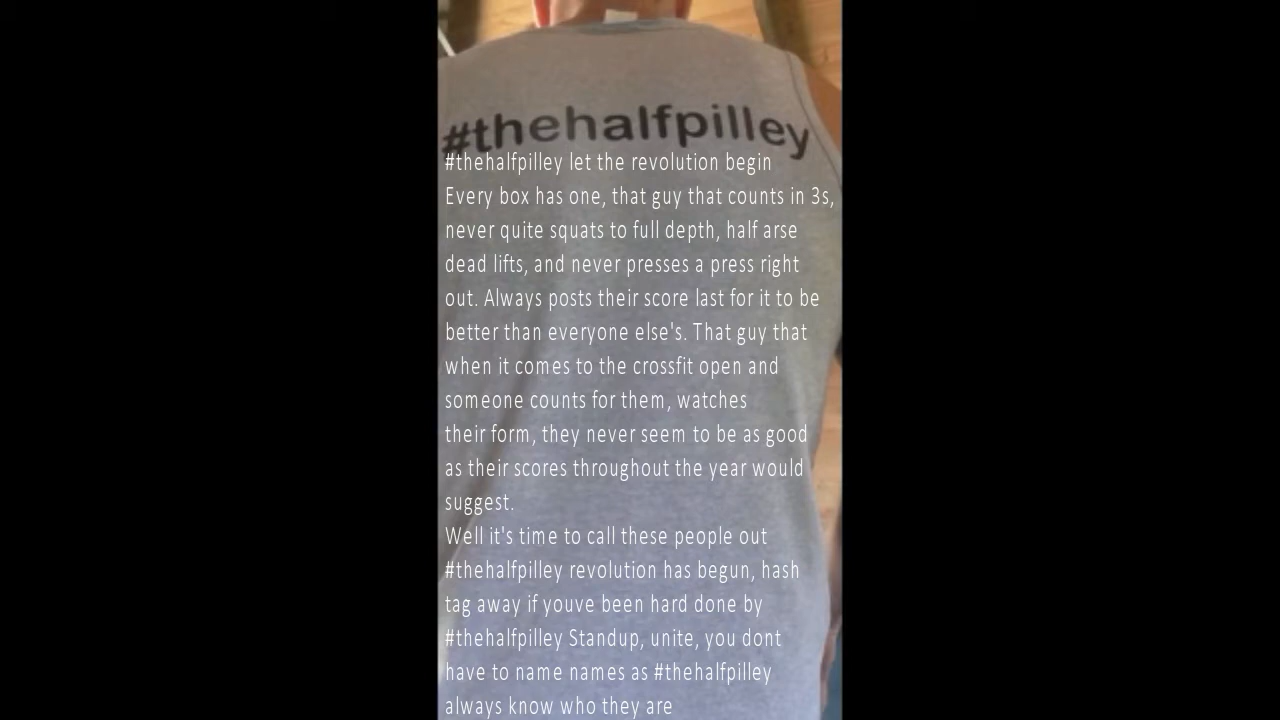 #thehalfpilley
#thehalfpilley let the revolution begin
Every box has one, that guy that counts in 3s,
never quite squats to full depth, half arse
dead lifts, and never presses a press right
out. Always posts their score last for it to be
better than everyone else's. That guy that
when it comes to the crossfit open and
someone counts for them, watches
their form, they never seem to be as good
as their scores throughout the year would
suggest.
Well it's time to call these people out
#thehalfpilley revolution has begun, hash
tag away if youve been hard done by
#thehalfpilley Standup, unite, you dont
have to name names as #thehalfpilley
always know who they are